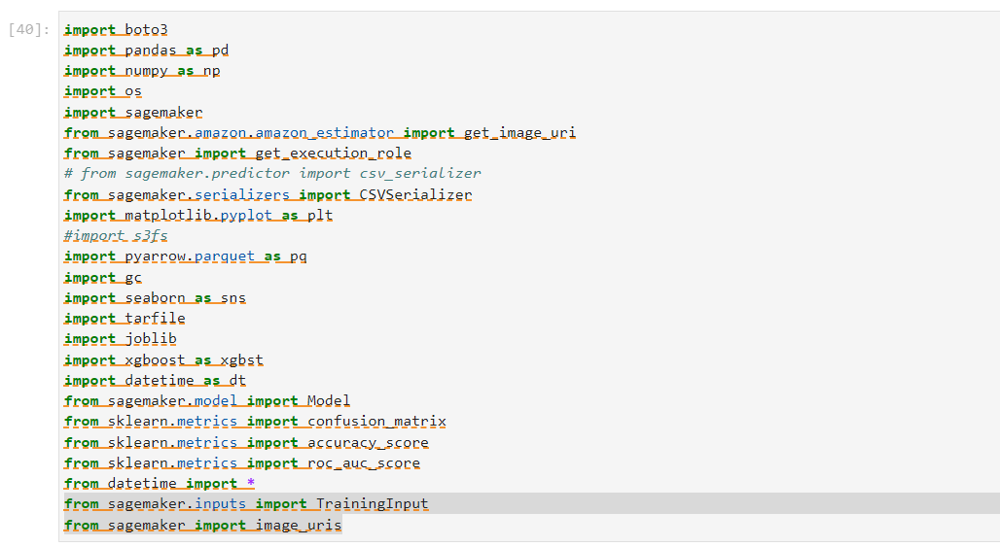 [40]:
import boto3
import pandas as pd
import numpy as np
import os
import sagemaker
from sagemaker.amazon.amazon_estimator import get_image_uri
from sagemaker import get_execution_role
# from sagemaker.predictor import csv_serializer
from sagemaker.serializers import CSVSerializer
import matplotlib.pyplot as plt
#import s3fs
import pyarrow.parquet as pq
import gc
import seaborn as sns
import tarfile
import joblib
import xgboost as xgbst
import datetime as dt
from sagemaker.model import Model
from sklearn.metrics import confusion_matrix
from sklearn.metrics import accuracy_score
from sklearn.metrics import roc_auc_score
from datetime import *
from sagemaker.inputs import TrainingInput
from sagemaker import image_uris